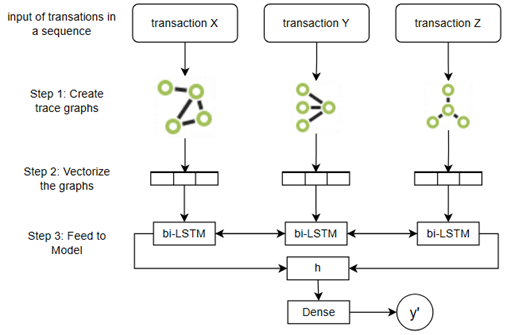 input of transations in
a sequence
transaction X
transaction Y
transaction Z
Step 1: Create
trace graphs
Step 2: Vectorize
the graphs
Step 3: Feed to
Model
bi-LSTM
bi-LSTM
bi-LSTM
h
Dense
y'